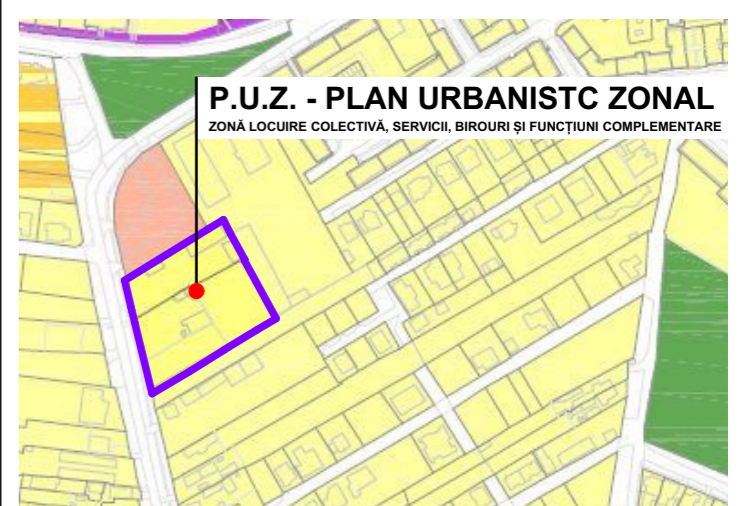 P.U.Z. - PLAN URBANISTC ZONAL
ZONĂ LOCUIRE COLECTIVĂ, SERVICII, BIROURI ȘI FUNCȚIUNI COMPLEMENTARE